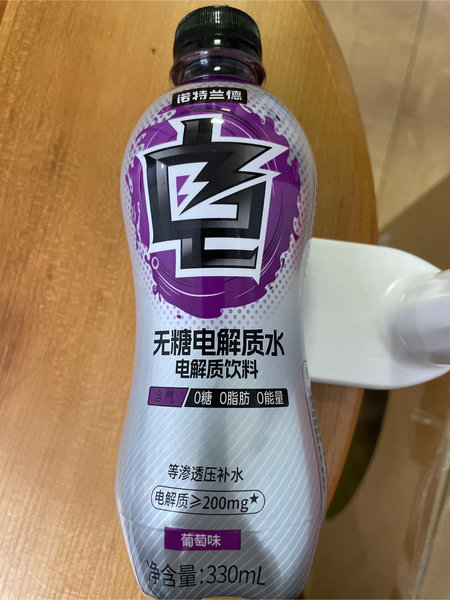 诺特兰德
电
无糖电解质水
电解质饮料
含气 0糖 0脂肪 0能量
等渗透压补水
电解质≥200mg★
葡萄味
净含量:330mL